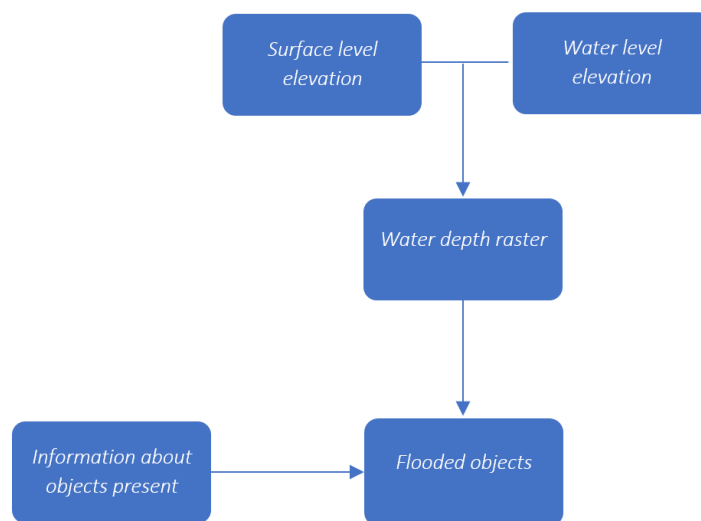 Surface level
elevation
Water level
elevation
Water depth raster
Information about
objects present
Flooded objects